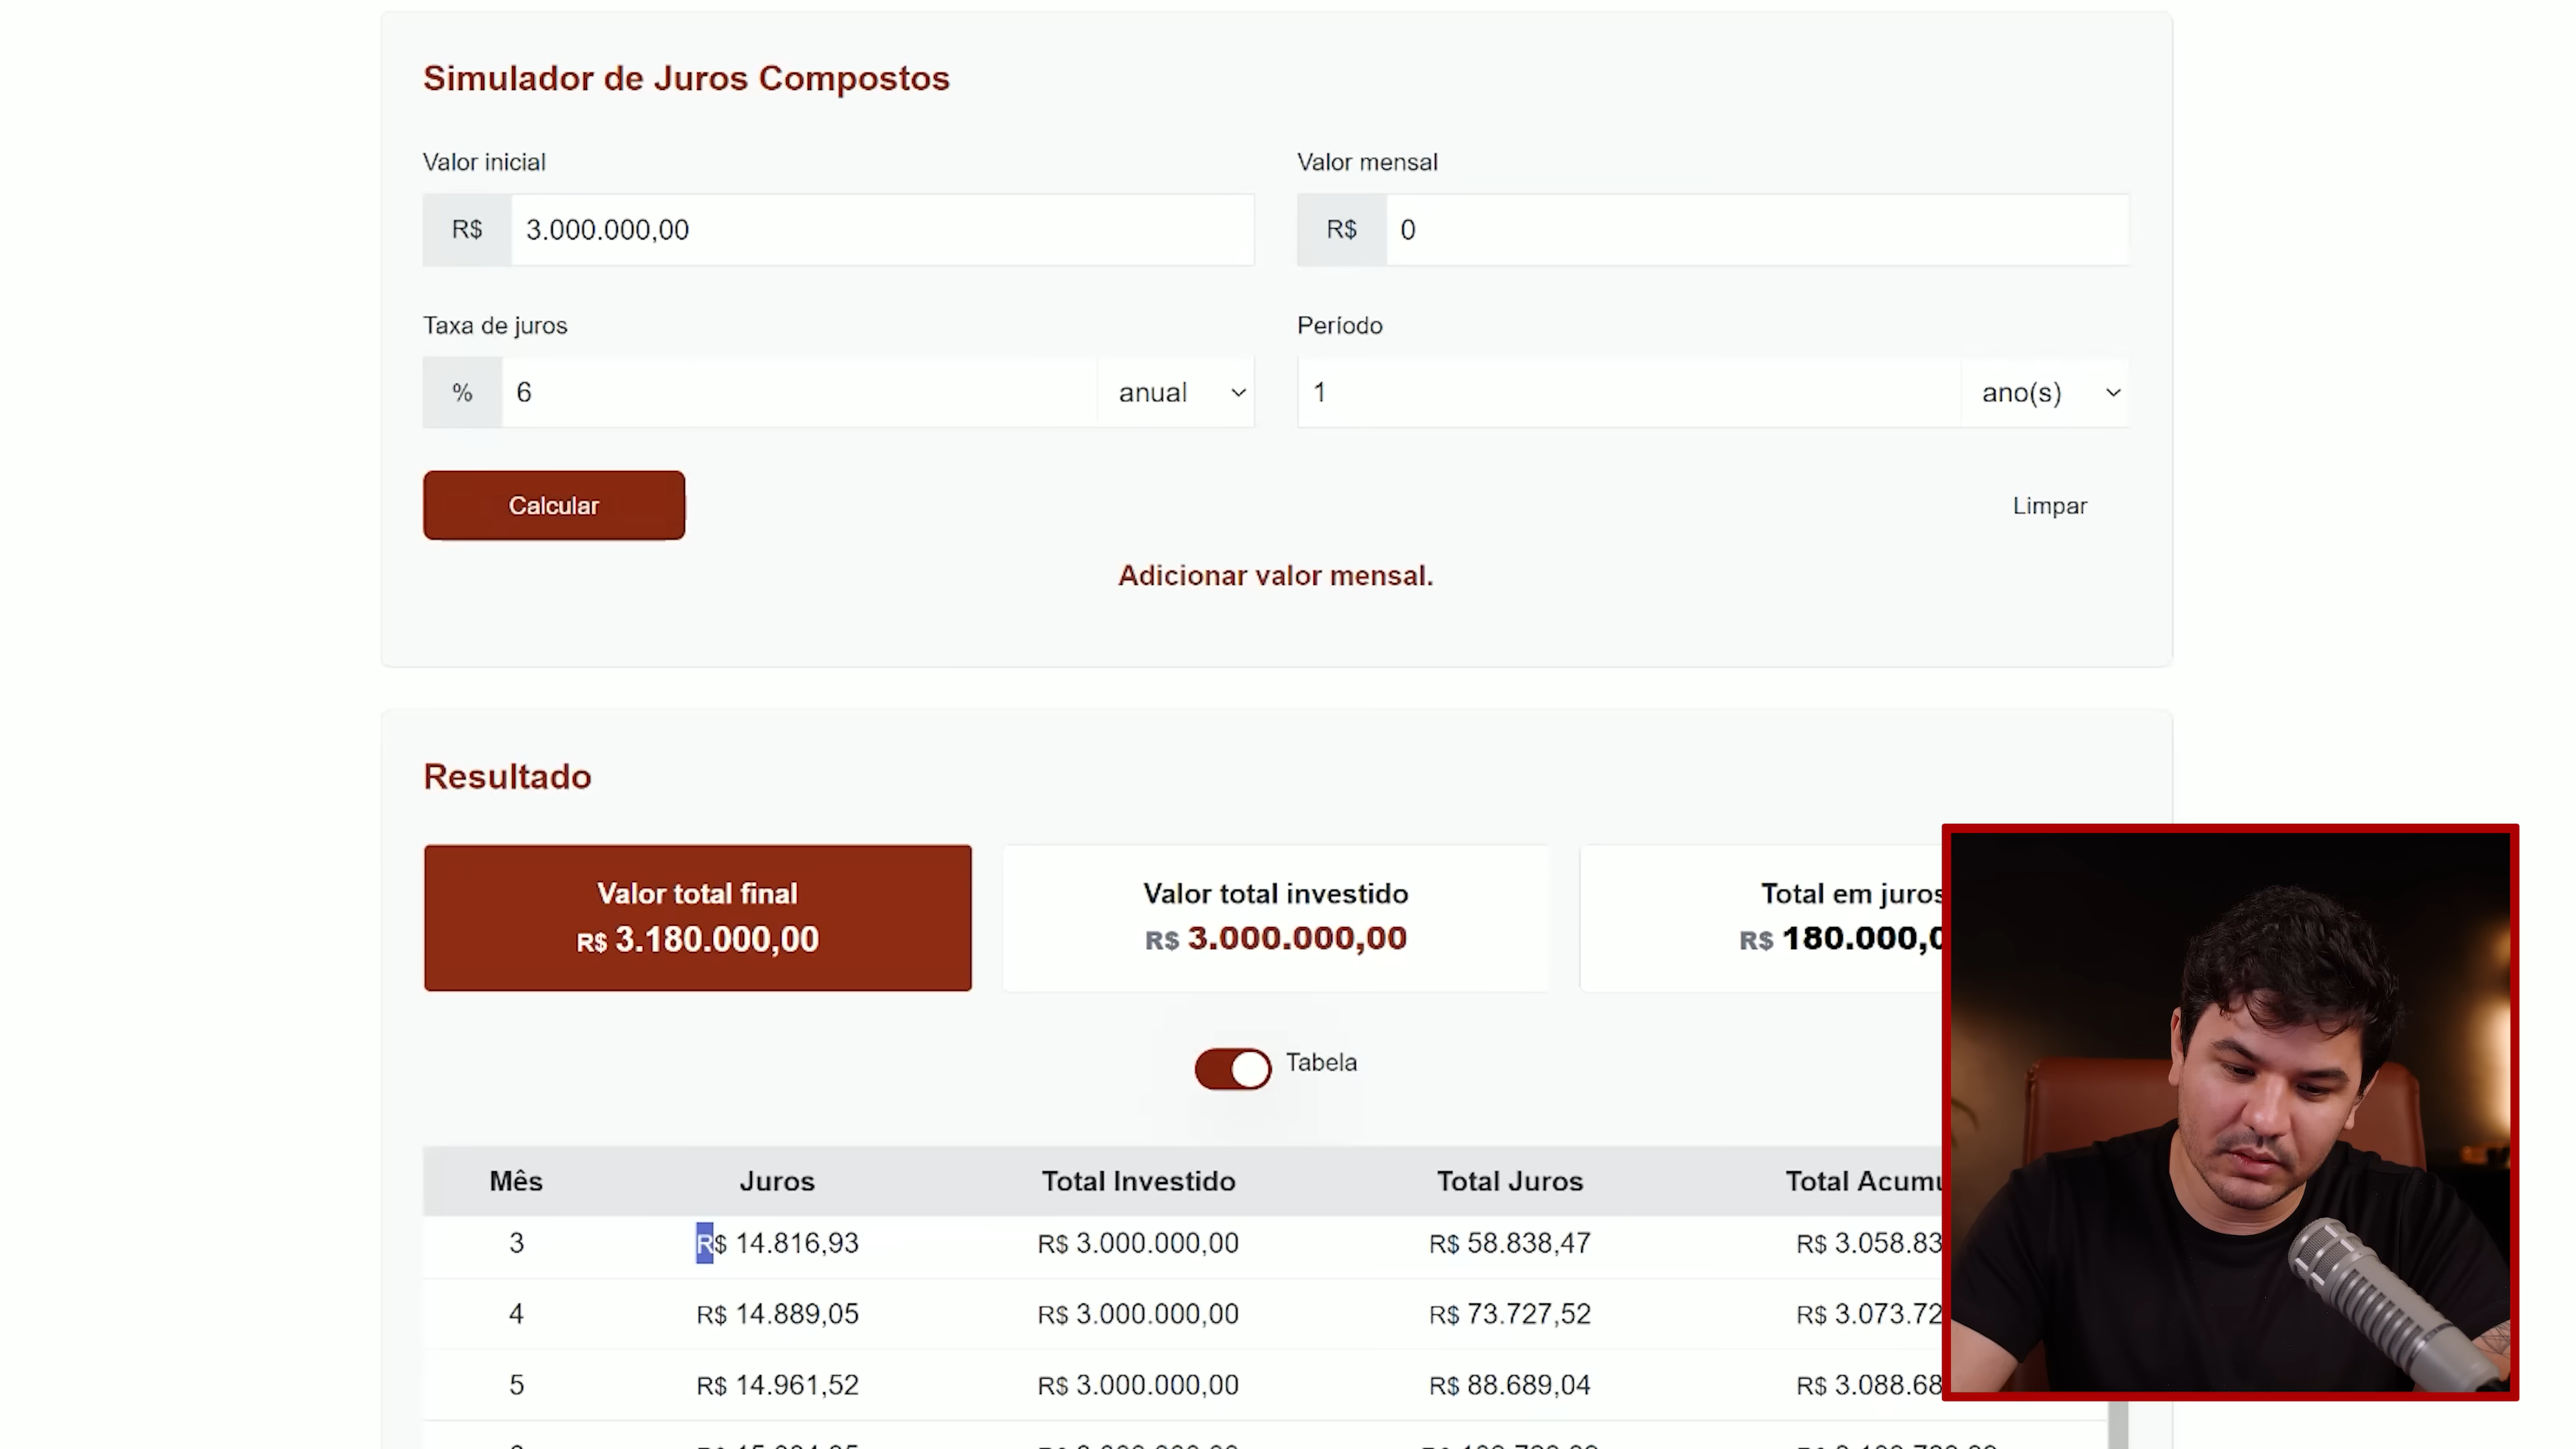 Simulador de Juros Compostos
Valor inicial
Valor mensal
R$ 3.000.000,00
R$ 0
Taxa de juros
Período
% 6 anual
1 ano(s)
Calcular
Limpar
Adicionar valor mensal.
Resultado
Valor total final
R$ 3.180.000,00
Valor total investido
R$ 3.000.000,00
Total em juros
R$ 180.000,0
Tabela
Mês Juros Total Investido Total Juros Total Acumu
3 R$ 14.816,93 R$ 3.000.000,00 R$ 58.838,47 R$ 3.058.83
4 R$ 14.889,05 R$ 3.000.000,00 R$ 73.727,52 R$ 3.073.72
5 R$ 14.961,52 R$ 3.000.000,00 R$ 88.689,04 R$ 3.088.68